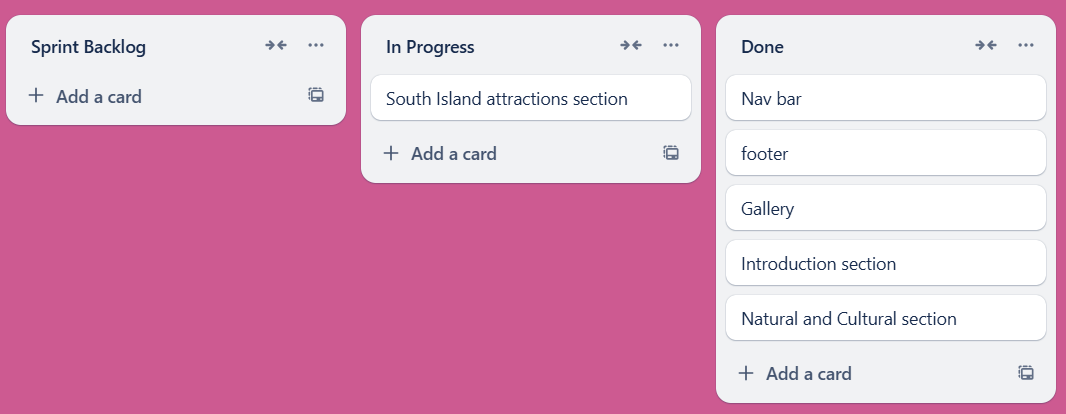 Sprint Backlog
Add a card
In Progress
South Island attractions section
Add a card
Done
Nav bar
footer
Gallery
Introduction section
Natural and Cultural section
Add a card